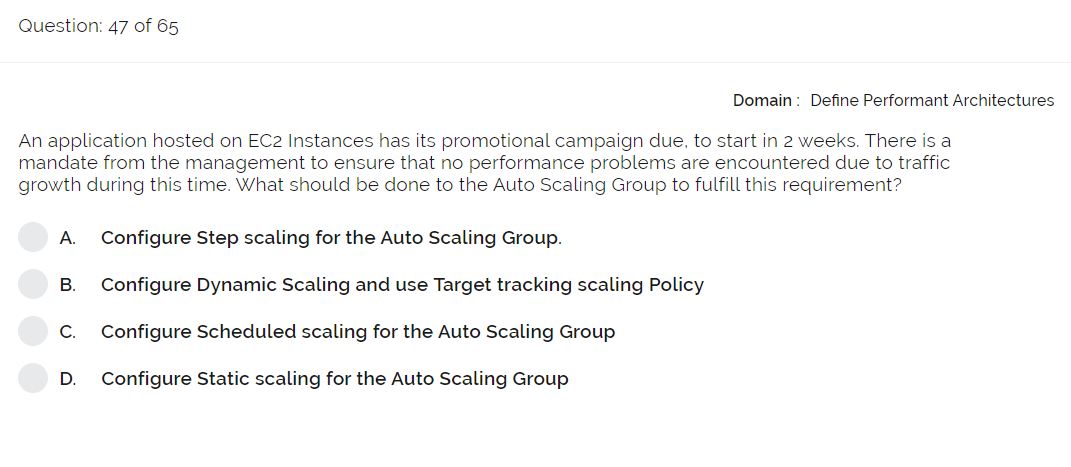 Question: 47 of 65
Domain : Define Performant Architectures
An application hosted on EC2 Instances has its promotional campaign due, to start in 2 weeks. There is a
mandate from the management to ensure that no performance problems are encountered due to traffic
growth during this time. What should be done to the Auto Scaling Group to fulfill this requirement?
A. Configure Step scaling for the Auto Scaling Group.
B. Configure Dynamic Scaling and use Target tracking scaling Policy
C. Configure Scheduled scaling for the Auto Scaling Group
D. Configure Static scaling for the Auto Scaling Group